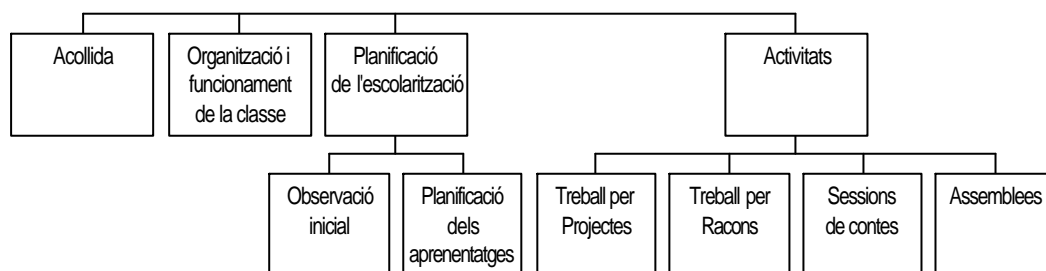 Acollida
Organització i
funcionament
de la classe
Planificació
de l'escolarització
Activitats
Observació
inicial
Planificació
dels
aprenentatges
Treball per
Projectes
Treball per
Racons
Sessions
de contes
Assemblees